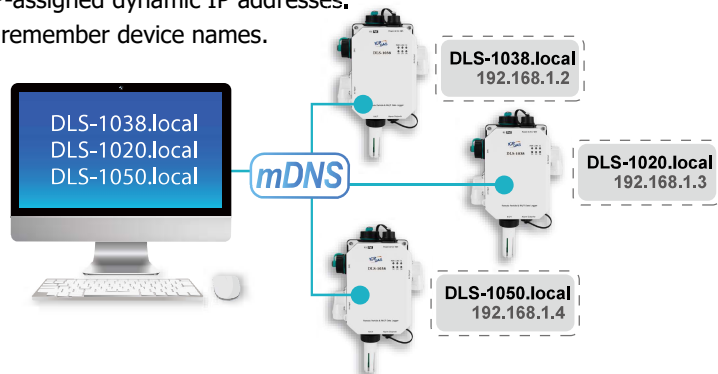 -assigned dynamic IP addresses.
remember device names.
DLS-1038.local
DLS-1020.local
DLS-1050.local
mDNS
DLS-1038.local
192.168.1.2
DLS-1020.local
192.168.1.3
DLS-1050.local
192.168.1.4